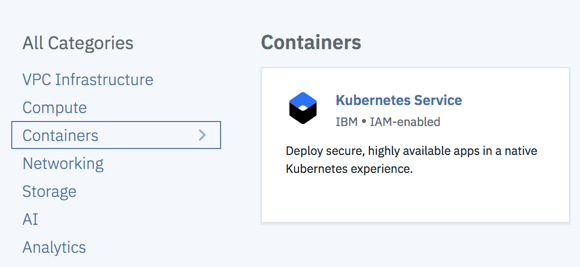 All Categories
VPC Infrastructure
Compute
Containers
Networking
Storage
AI
Analytics
Containers
Kubernetes Service
IBM • IAM-enabled
Deploy secure, highly available apps in a native
Kubernetes experience.